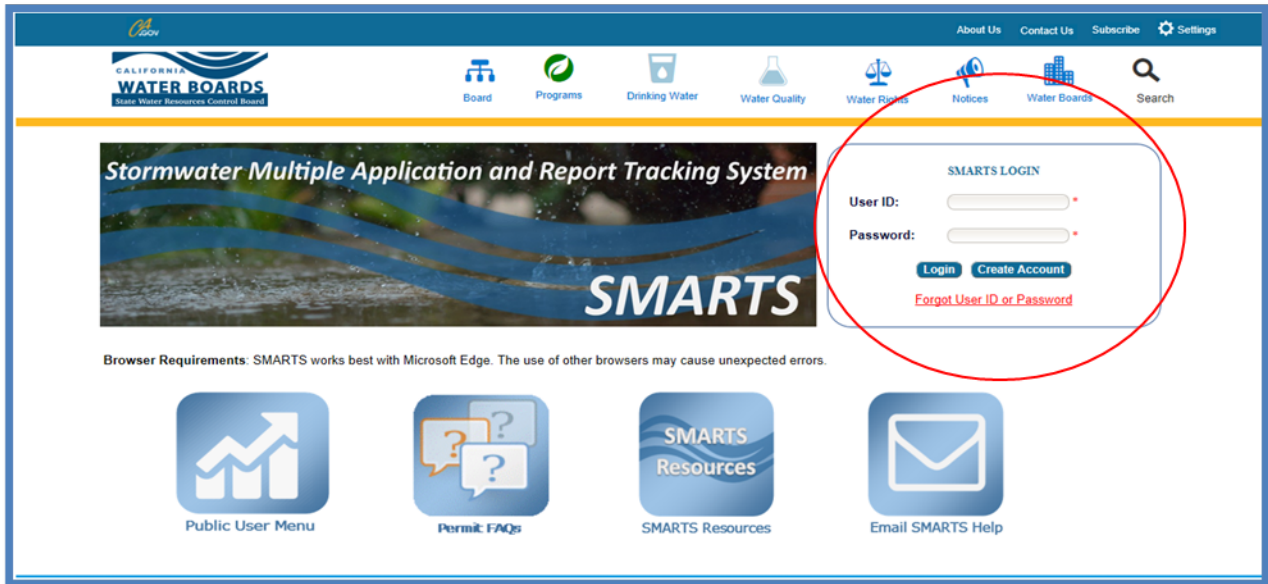 CA.GOV
About Us Contact Us Subscribe Settings
CALIFORNIA
WATER BOARDS
State Water Resources Control Board
Board Programs Drinking Water Water Quality Water Rights Notices Water Boards Search
Stormwater Multiple Application and Report Tracking System
SMARTS
SMARTS LOGIN
User ID: *
Password: *
Login Create Account
Forgot User ID or Password
Browser Requirements: SMARTS works best with Microsoft Edge. The use of other browsers may cause unexpected errors.
? ? ?
SMARTS
Resources
Public User Menu Permit FAQs SMARTS Resources Email SMARTS Help